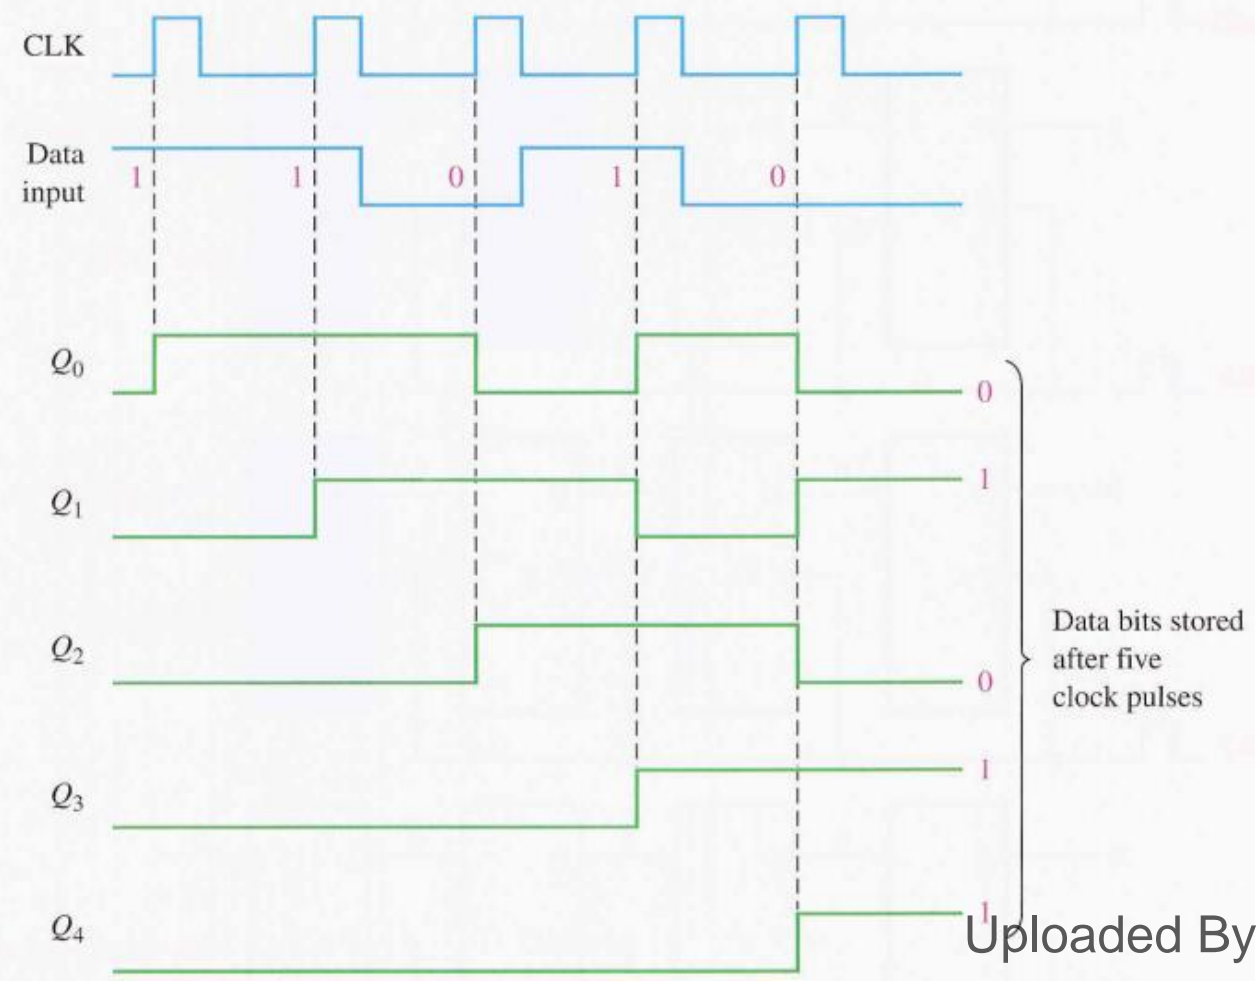 CLK
Data
input
1 1 0 1 0
Q0
0
Q1
1
Q2
0
Data bits stored
after five
clock pulses
Q3
1
Q4
1
Uploaded By